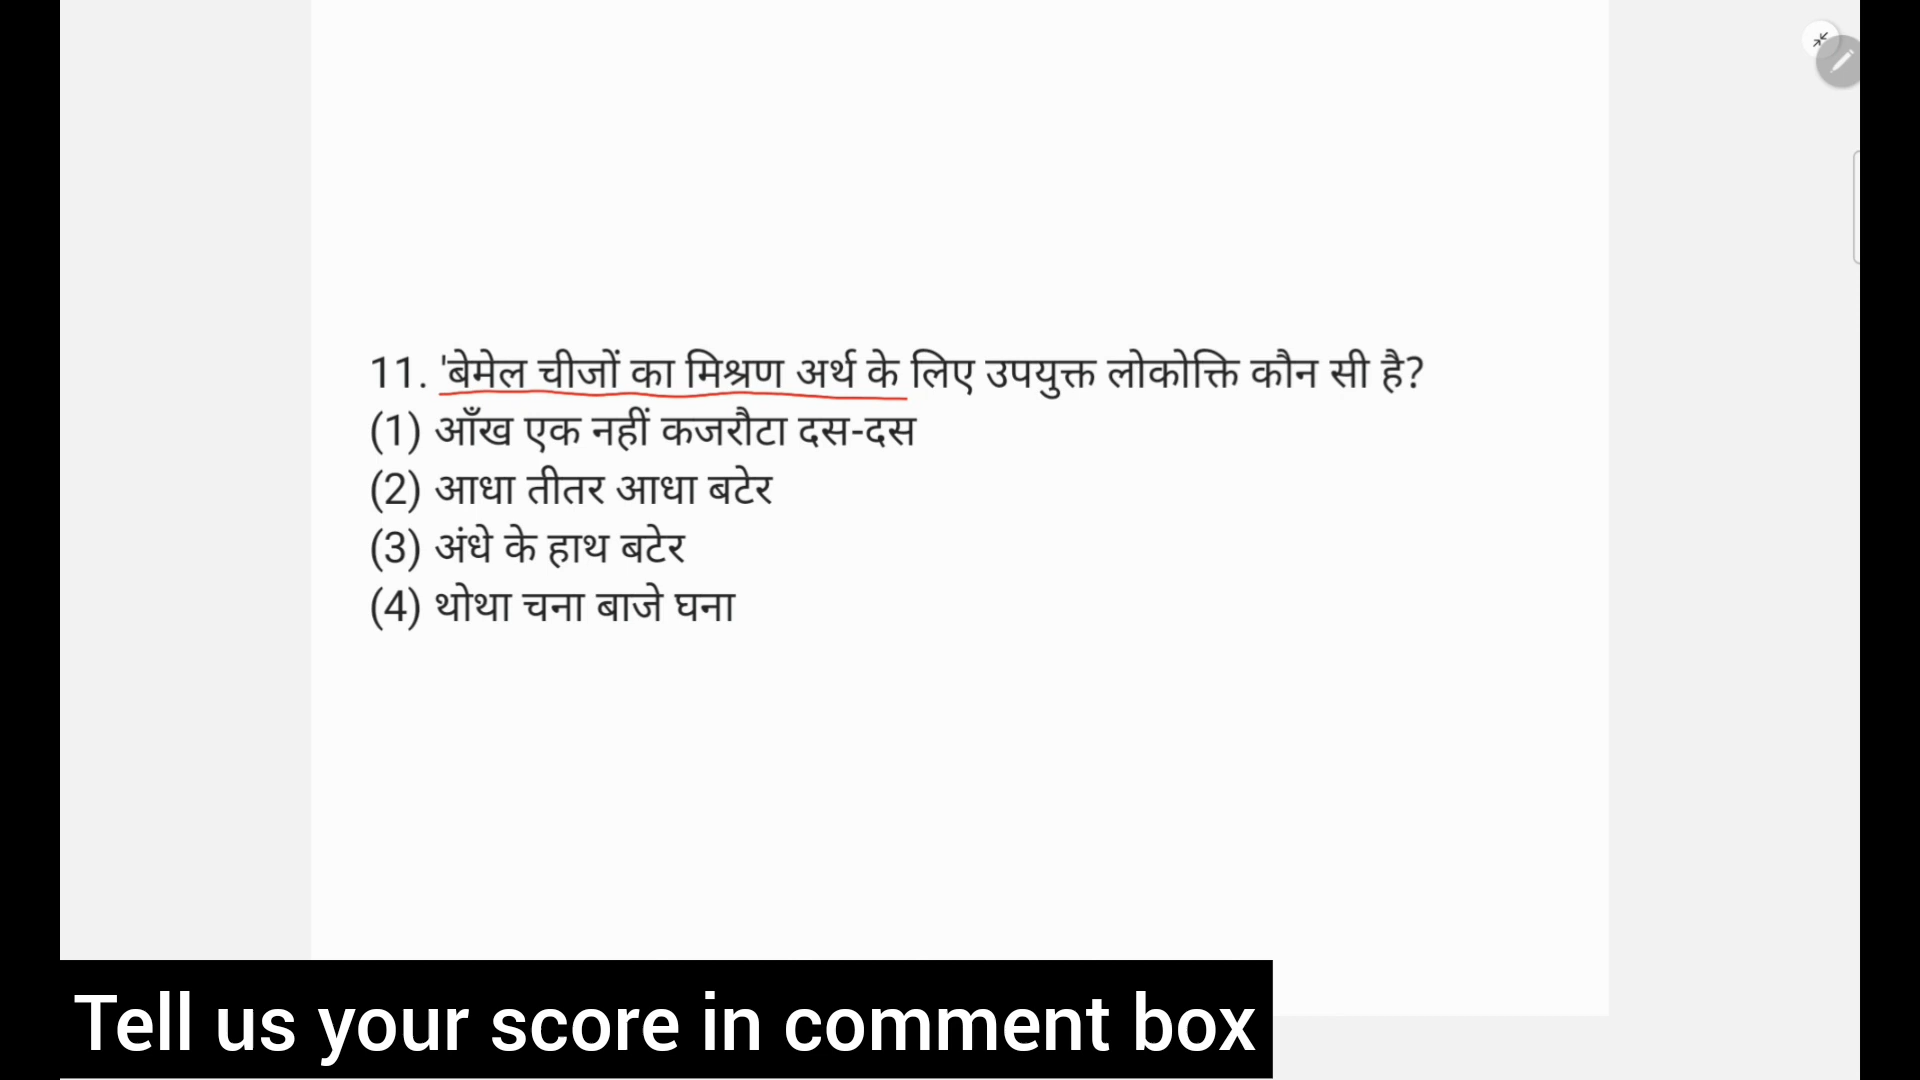 11. 'बेमेल चीजों का मिश्रण अर्थ के लिए उपयुक्त लोकोक्ति कौन सी है?
(1) आँख एक नहीं कजरौटा दस-दस
(2) आधा तीतर आधा बटेर
(3) अंधे के हाथ बटेर
(4) थोथा चना बाजे घना
Tell us your score in comment box